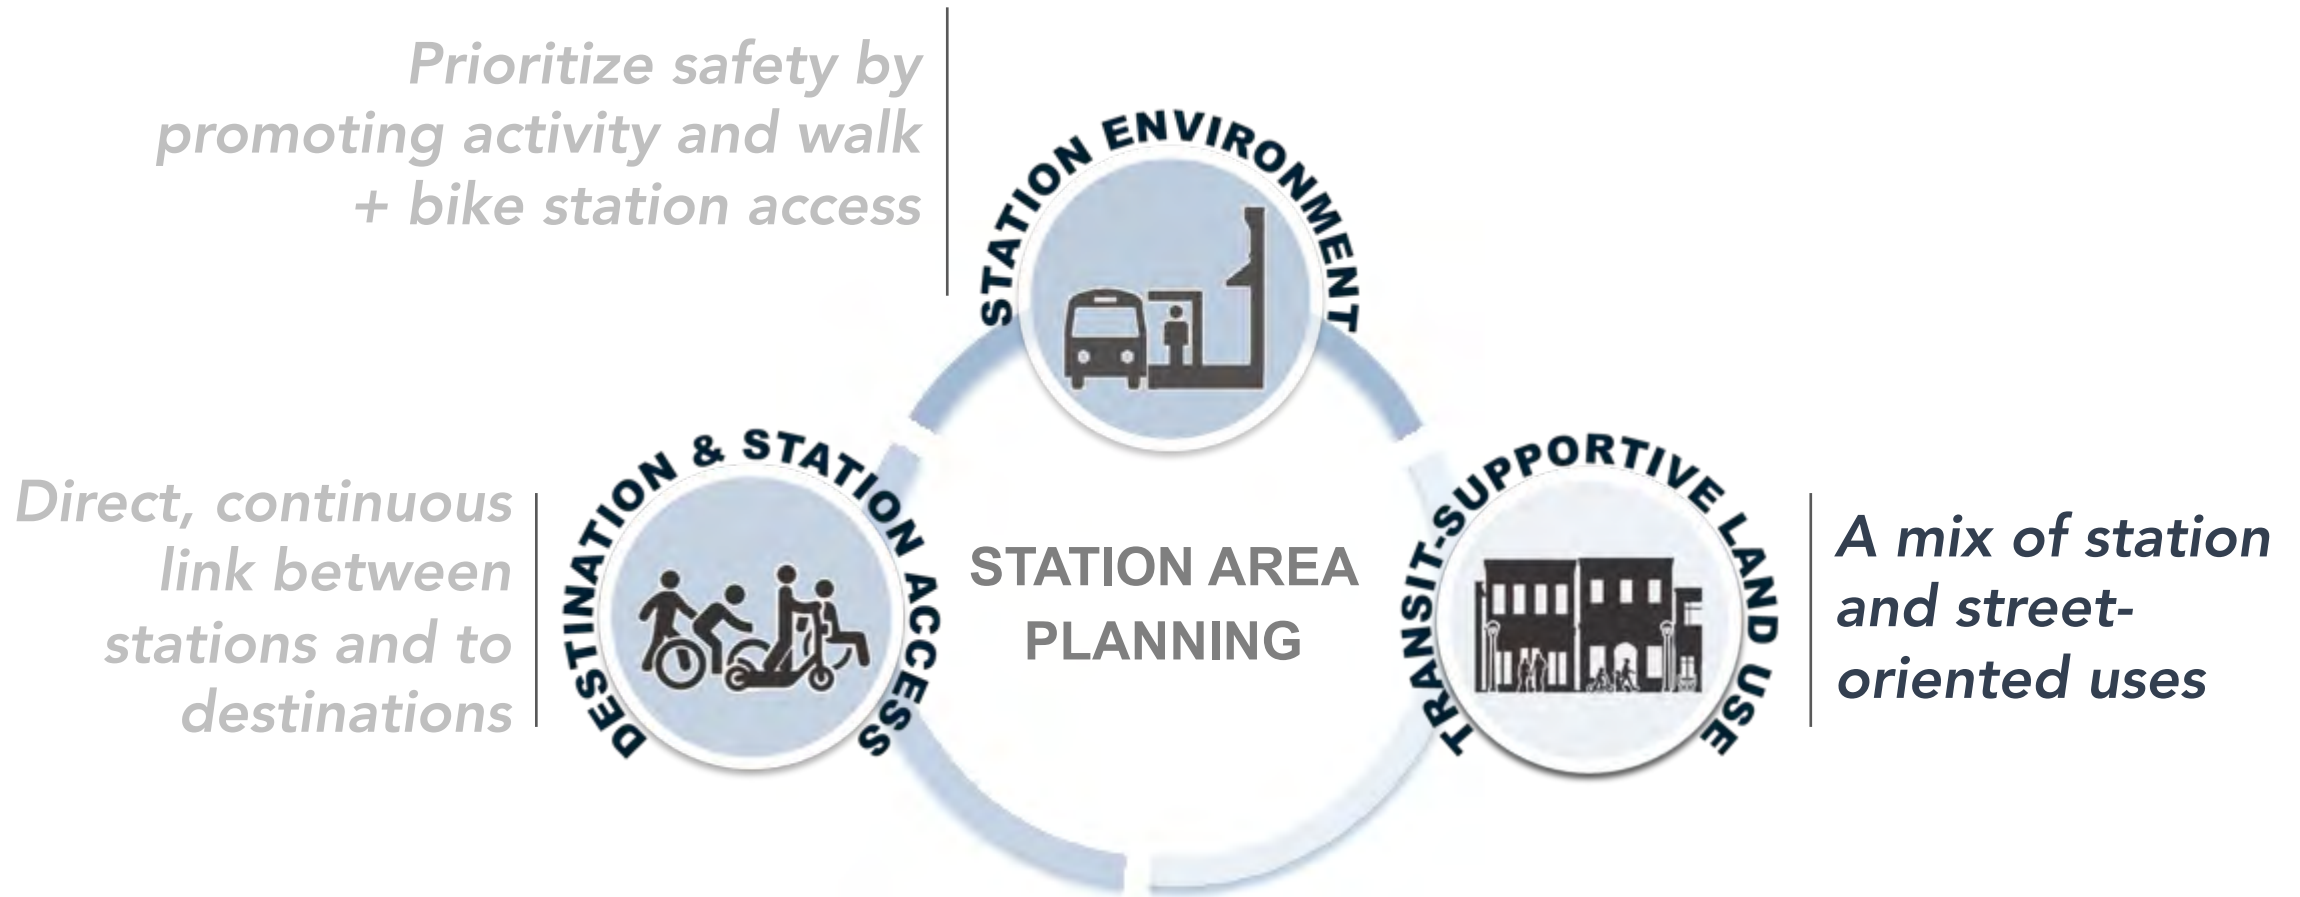 Prioritize safety by
promoting activity and walk
+ bike station access
STATION ENVIRONMENT
Direct, continuous
link between
stations and to
destinations
DESTINATION & STATION ACCESS
STATION AREA
PLANNING
TRANSIT-SUPPORTIVE LAND USE
A mix of station
and street-
oriented uses